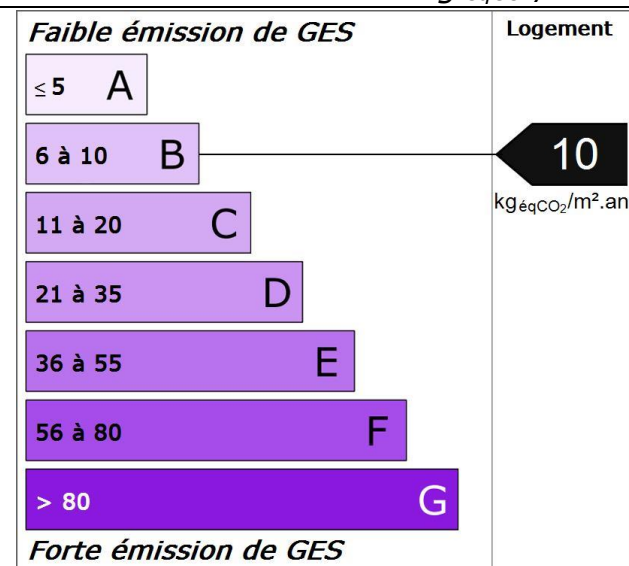 Faible émission de GES
Logement
≤ 5 A
6 à 10 B
10
kgéqCO₂/m².an
11 à 20 C
21 à 35 D
36 à 55 E
56 à 80 F
> 80 G
Forte émission de GES